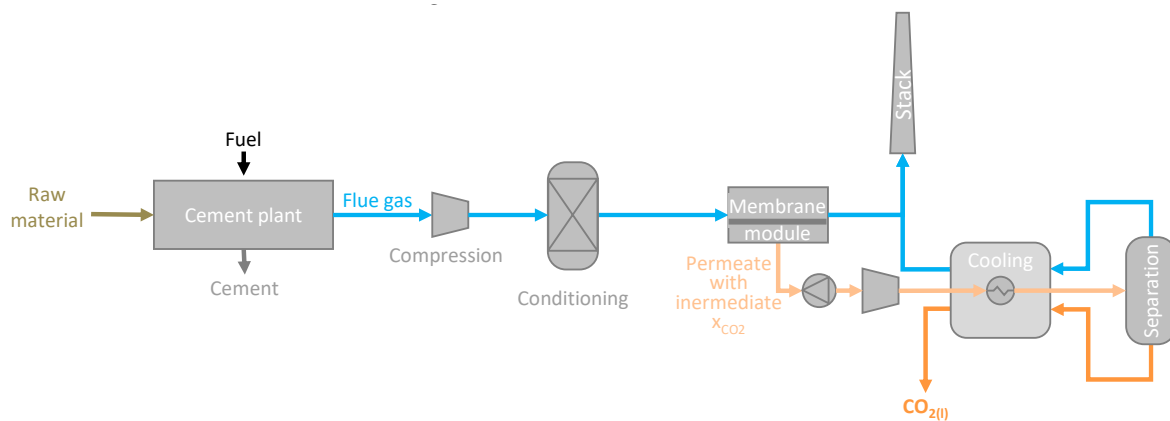 Stack
Fuel
Raw
material
Cement plant
Flue gas
Compression
Cement
Conditioning
Membrane
module
Permeate
with
inermediate
xCO2
Cooling
Separation
CO2(l)